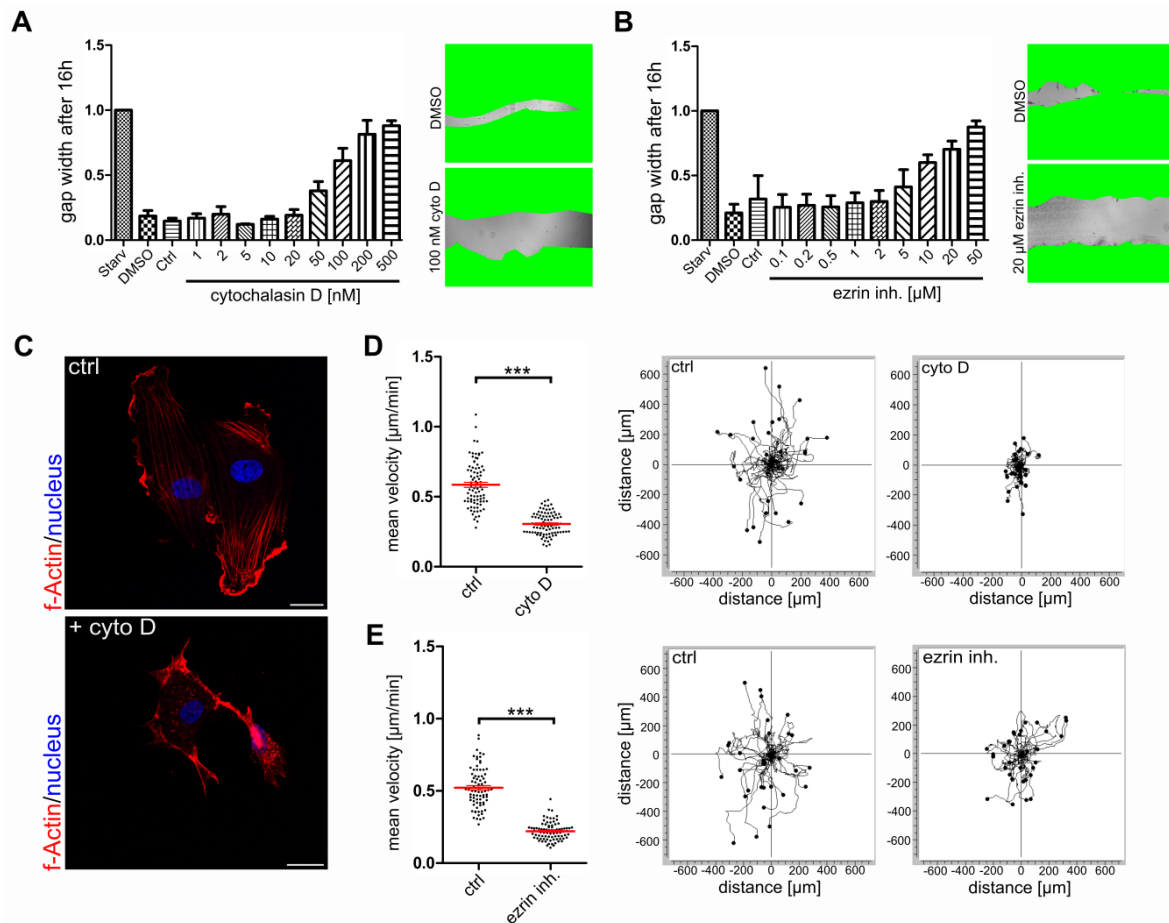 A
gap width after 16h
1.5
1.0
0.5
0.0
Starv
DMSO
Ctrl
1
2
5
10
20
50
100
200
500
cytochalasin D [nM]
DMSO
100 nM cyto D
B
gap width after 16h
1.5
1.0
0.5
0.0
Starv
DMSO
Ctrl
0.1
0.2
0.5
1
2
5
10
20
50
ezrin inh. [µM]
DMSO
20 µM ezrin inh.
C
ctrl
f-Actin/nucleus
+ cyto D
f-Actin/nucleus
D
mean velocity [µm/min]
1.5
1.0
0.5
0.0
***
ctrl
cyto D
ctrl
distance [µm]
600
400
200
0
-200
-400
-600
-600 -400 -200 0 200 400 600
distance [µm]
cyto D
600
400
200
0
-200
-400
-600
-600 -400 -200 0 200 400 600
distance [µm]
E
mean velocity [µm/min]
1.5
1.0
0.5
0.0
***
ctrl
ezrin inh.
ctrl
distance [µm]
600
400
200
0
-200
-400
-600
-600 -400 -200 0 200 400 600
distance [µm]
ezrin inh.
600
400
200
0
-200
-400
-600
-600 -400 -200 0 200 400 600
distance [µm]